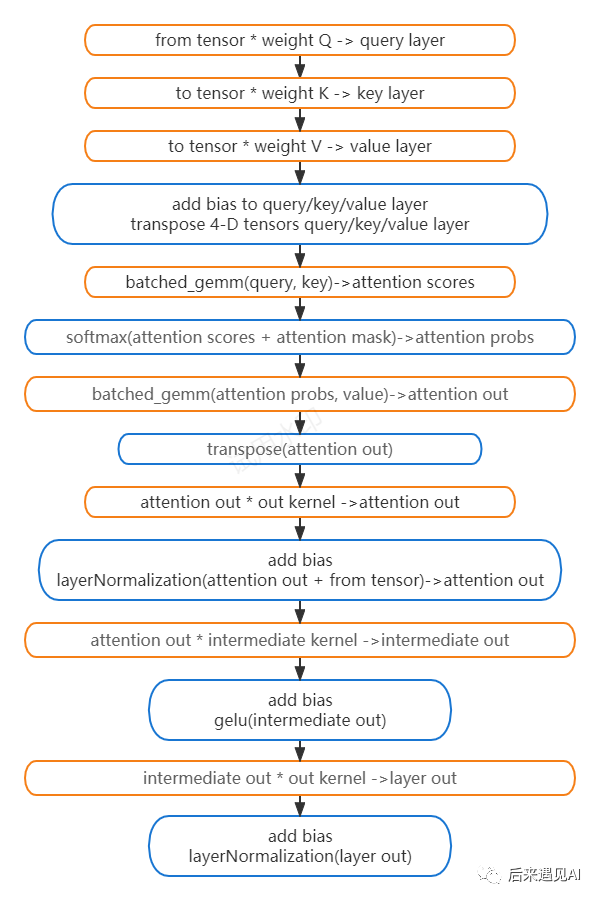 from tensor * weight Q -> query layer
to tensor * weight K -> key layer
to tensor * weight V -> value layer
add bias to query/key/value layer
transpose 4-D tensors query/key/value layer
batched_gemm(query, key)->attention scores
softmax(attention scores + attention mask)->attention probs
batched_gemm(attention probs, value)->attention out
transpose(attention out)
attention out * out kernel ->attention out
add bias
layerNormalization(attention out + from tensor)->attention out
attention out * intermediate kernel ->intermediate out
add bias
gelu(intermediate out)
intermediate out * out kernel ->layer out
add bias
layerNormalization(layer out)
后来遇见AI